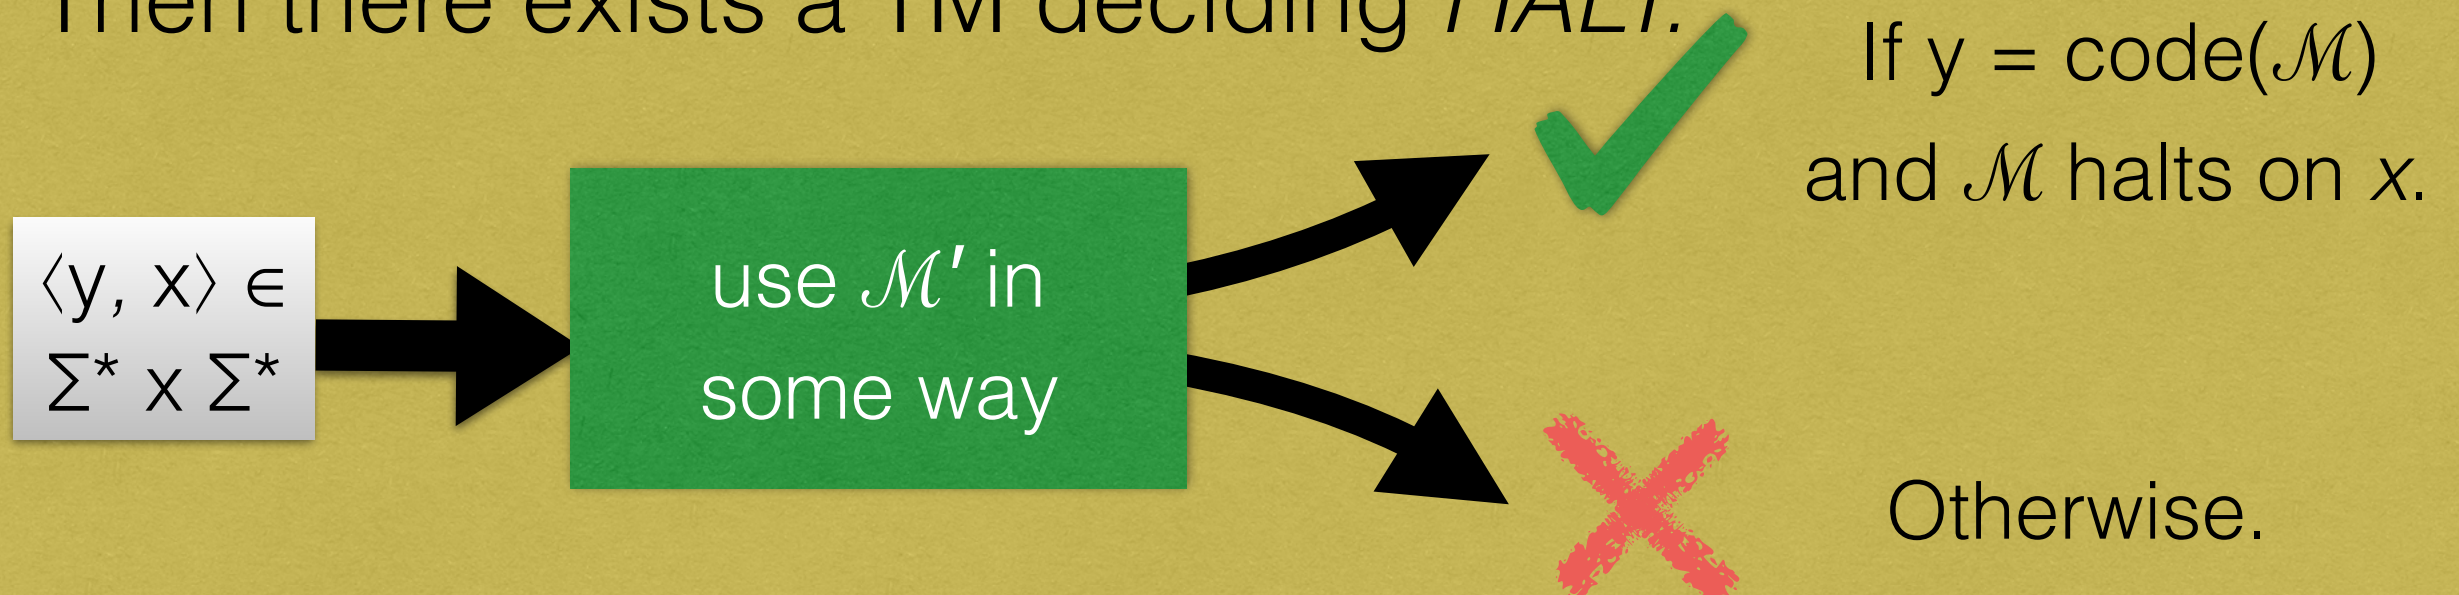 Then there exists a TM deciding HALT.
If y = code(ℳ)
and ℳ halts on x.
⟨y, x⟩ ∈
Σ* x Σ*
use ℳ′ in
some way
Otherwise.